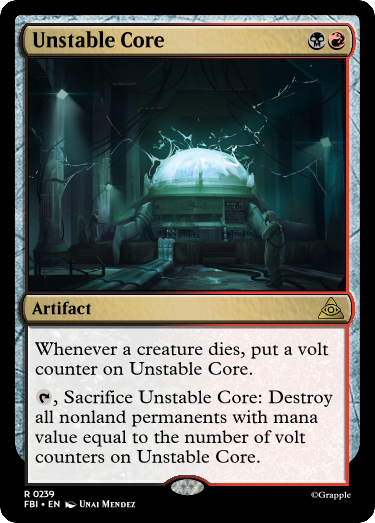 Unstable Core
Artifact
Whenever a creature dies, put a volt
counter on Unstable Core.
, Sacrifice Unstable Core: Destroy
all nonland permanents with mana
value equal to the number of volt
counters on Unstable Core.
R 0239
FBI • EN Unai Mendez
©Grapple